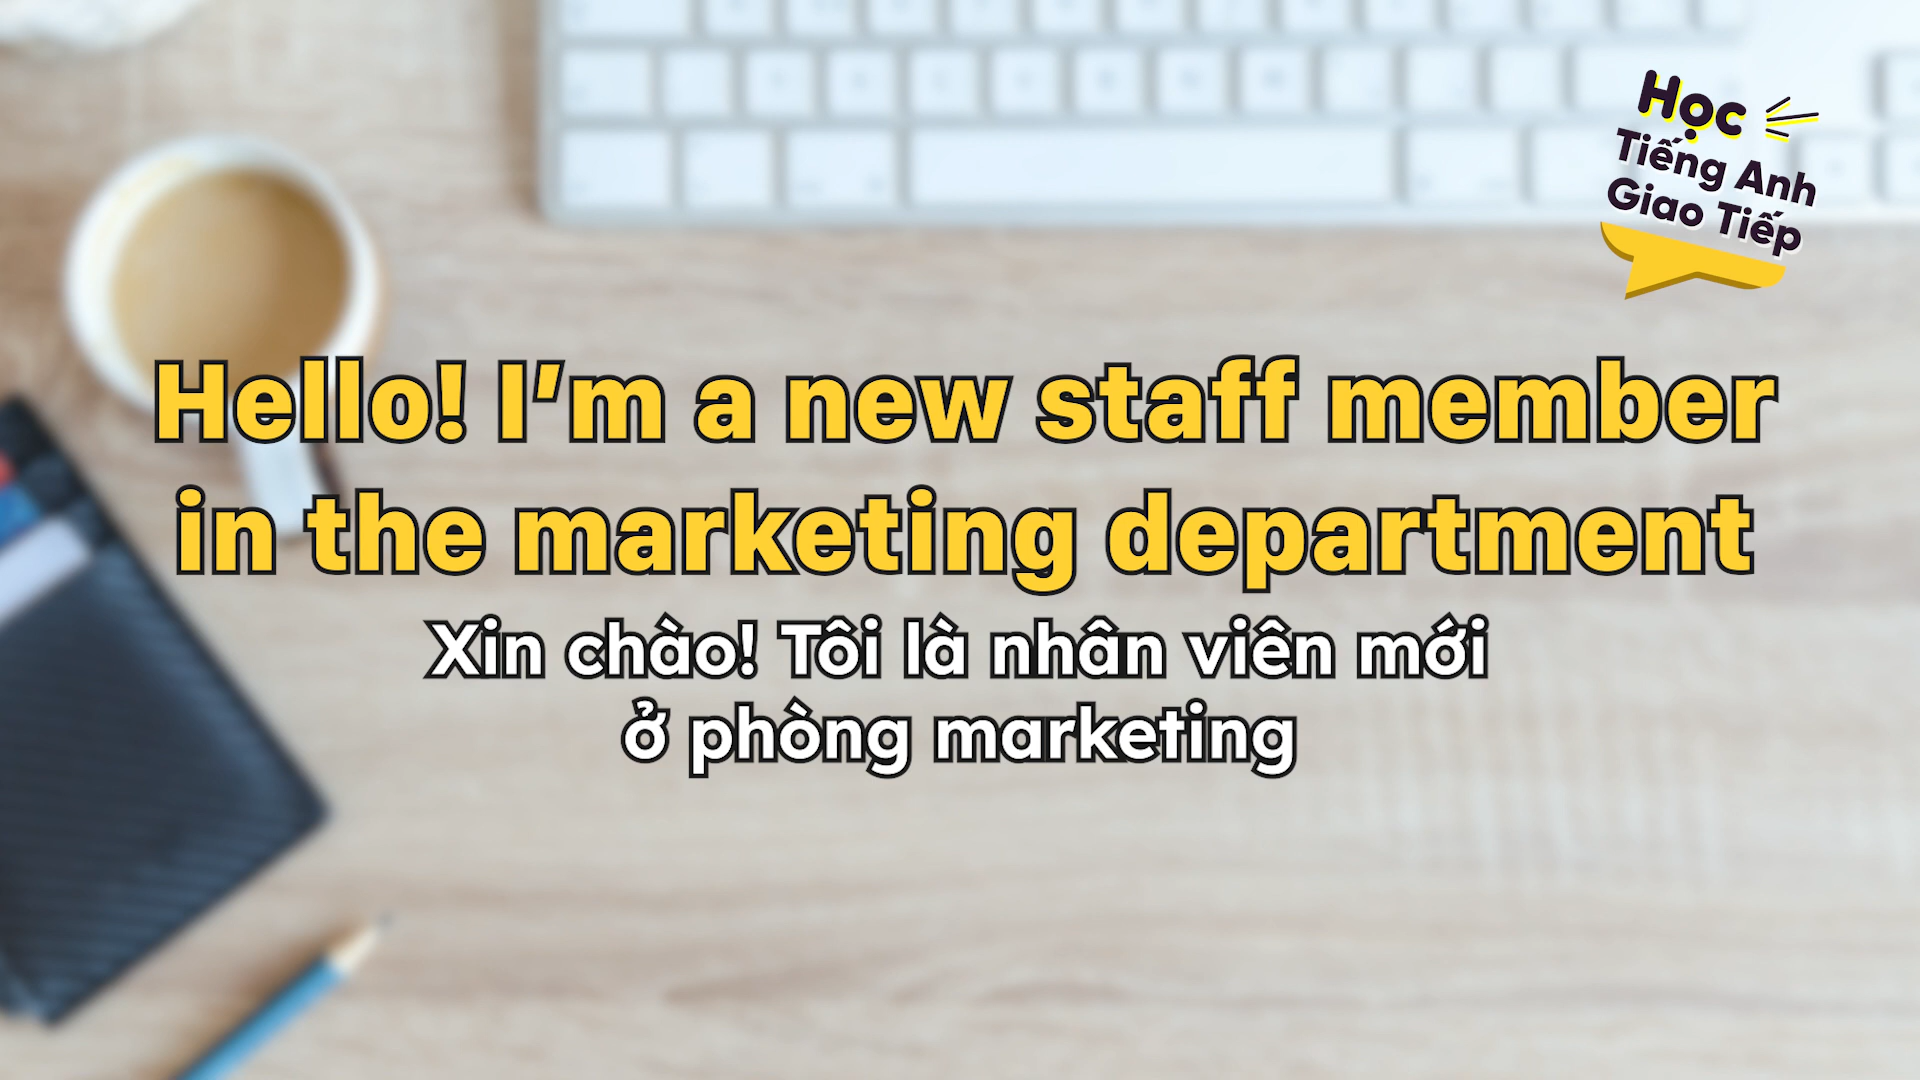 Học
Tiếng Anh
Giao Tiếp
Hello! I’m a new staff member
in the marketing department
Xin chào! Tôi là nhân viên mới
ở phòng marketing